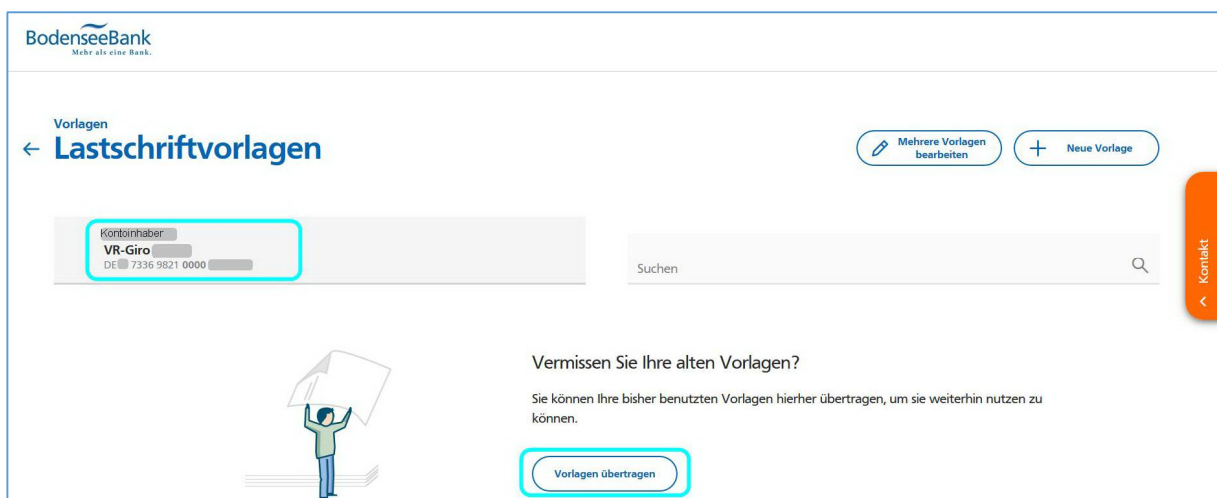 BodenseeBank
Mehr als eine Bank.
Vorlagen
← Lastschriftvorlagen
Mehrere Vorlagen
bearbeiten
+ Neue Vorlage
Kontoinhaber
VR-Giro
DE 7336 9821 0000
Suchen
Kontakt
Vermissen Sie Ihre alten Vorlagen?
Sie können Ihre bisher benutzten Vorlagen hierher übertragen, um sie weiterhin nutzen zu
können.
Vorlagen übertragen